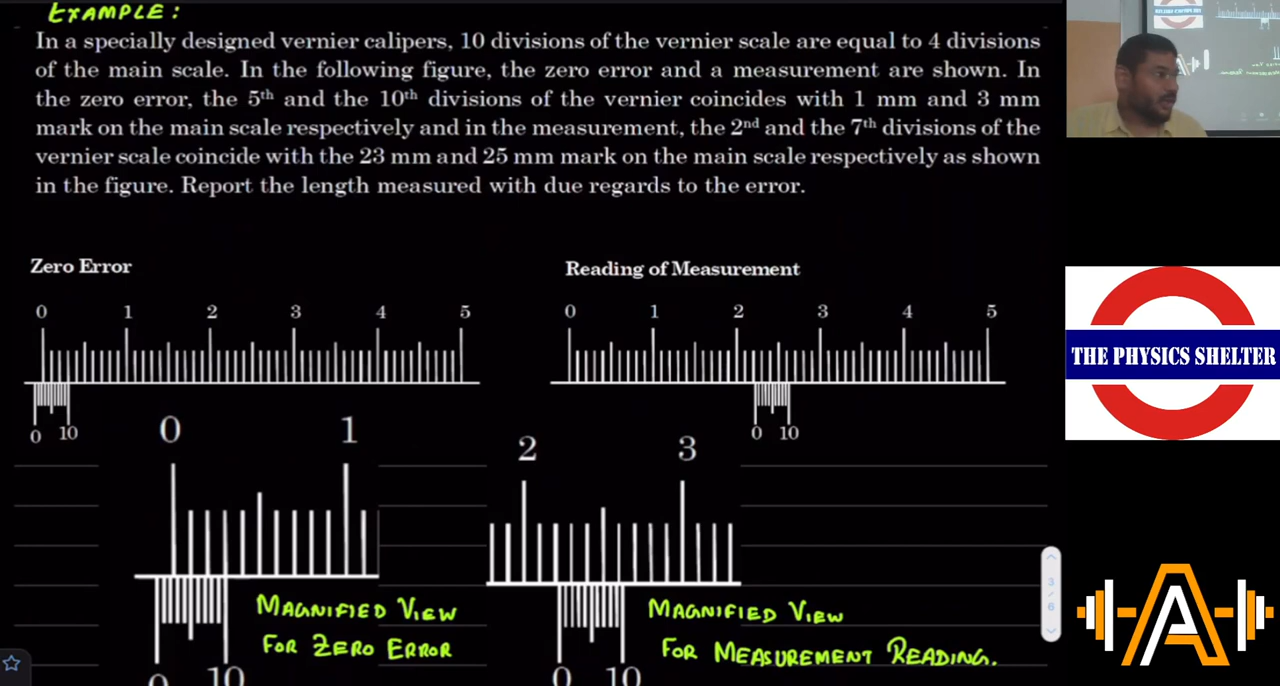 EXAMPLE:
In a specially designed vernier calipers, 10 divisions of the vernier scale are equal to 4 divisions
of the main scale. In the following figure, the zero error and a measurement are shown. In
the zero error, the 5th and the 10th divisions of the vernier coincides with 1 mm and 3 mm
mark on the main scale respectively and in the measurement, the 2nd and the 7th divisions of the
vernier scale coincide with the 23 mm and 25 mm mark on the main scale respectively as shown
in the figure. Report the length measured with due regards to the error.
Zero Error
Reading of Measurement
0 1 2 3 4 5
0 1 2 3 4 5
0 10
0 10
0 1
2 3
MAGNIFIED VIEW
FOR ZERO ERROR
MAGNIFIED VIEW
FOR MEASUREMENT READING.
0 10
0 10
THE PHYSICS SHELTER
3
/
6
A